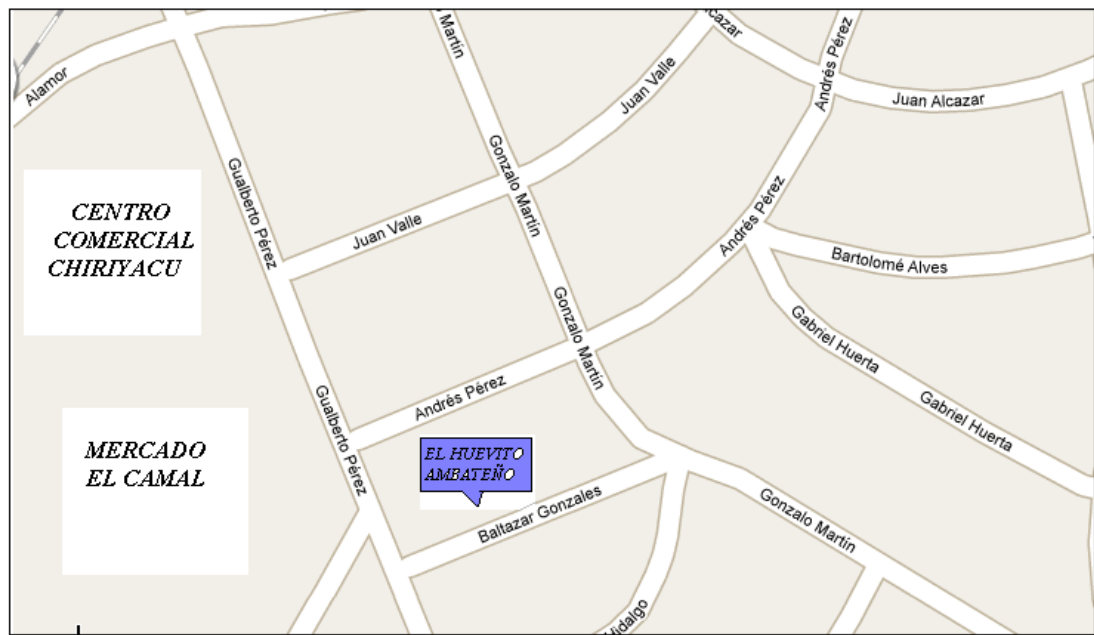 Alamor
o Martín
Alcazar
Andrés Pérez
Juan Valle
Juan Alcazar
Gonzalo Martín
Gualberto Pérez
CENTRO
COMERCIAL
CHIRIYACU
Juan Valle
Andrés Pérez
Bartolomé Alves
Gonzalo Martín
Gabriel Huerta
Gualberto Pérez
Andrés Pérez
Gabriel Huerta
MERCADO
EL CAMAL
EL HUEVITO
AMBATEÑO
Baltazar Gonzales
Gonzalo Martín
Hidalgo